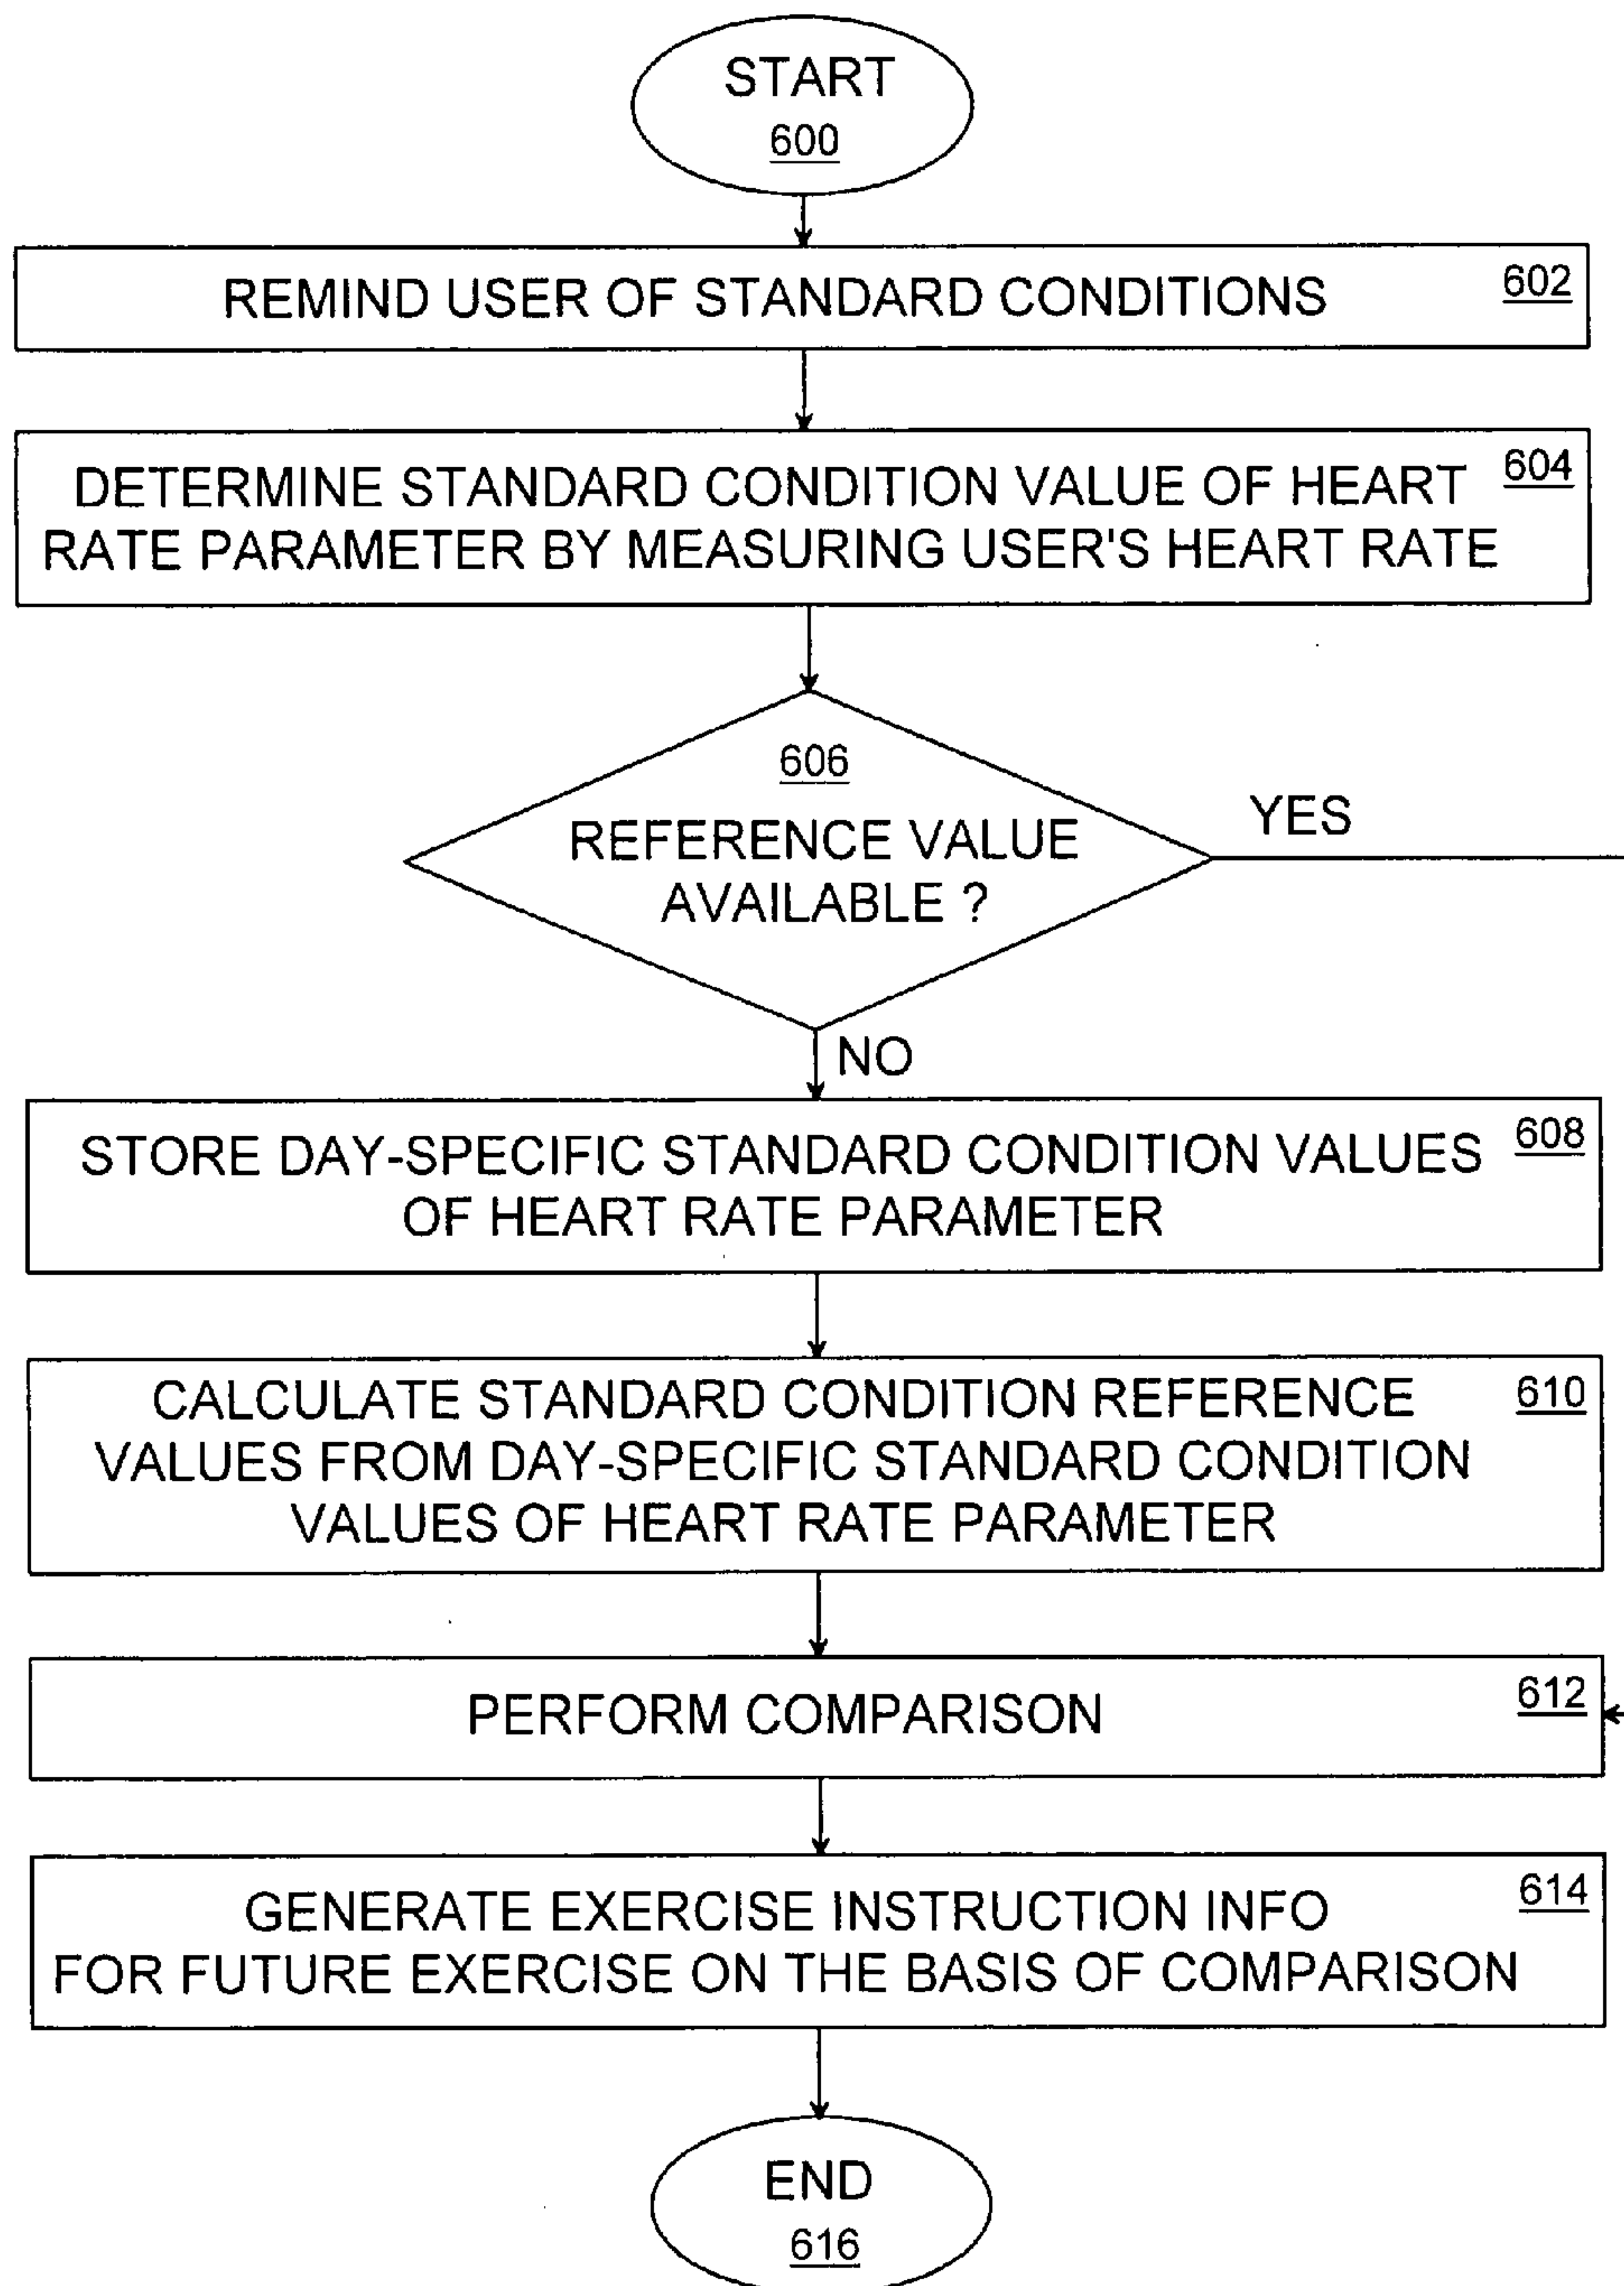 START
600
REMIND USER OF STANDARD CONDITIONS 602
DETERMINE STANDARD CONDITION VALUE OF HEART 604
RATE PARAMETER BY MEASURING USER'S HEART RATE
606
REFERENCE VALUE
AVAILABLE ?
YES
NO
STORE DAY-SPECIFIC STANDARD CONDITION VALUES 608
OF HEART RATE PARAMETER
CALCULATE STANDARD CONDITION REFERENCE 610
VALUES FROM DAY-SPECIFIC STANDARD CONDITION
VALUES OF HEART RATE PARAMETER
PERFORM COMPARISON 612
GENERATE EXERCISE INSTRUCTION INFO 614
FOR FUTURE EXERCISE ON THE BASIS OF COMPARISON
END
616